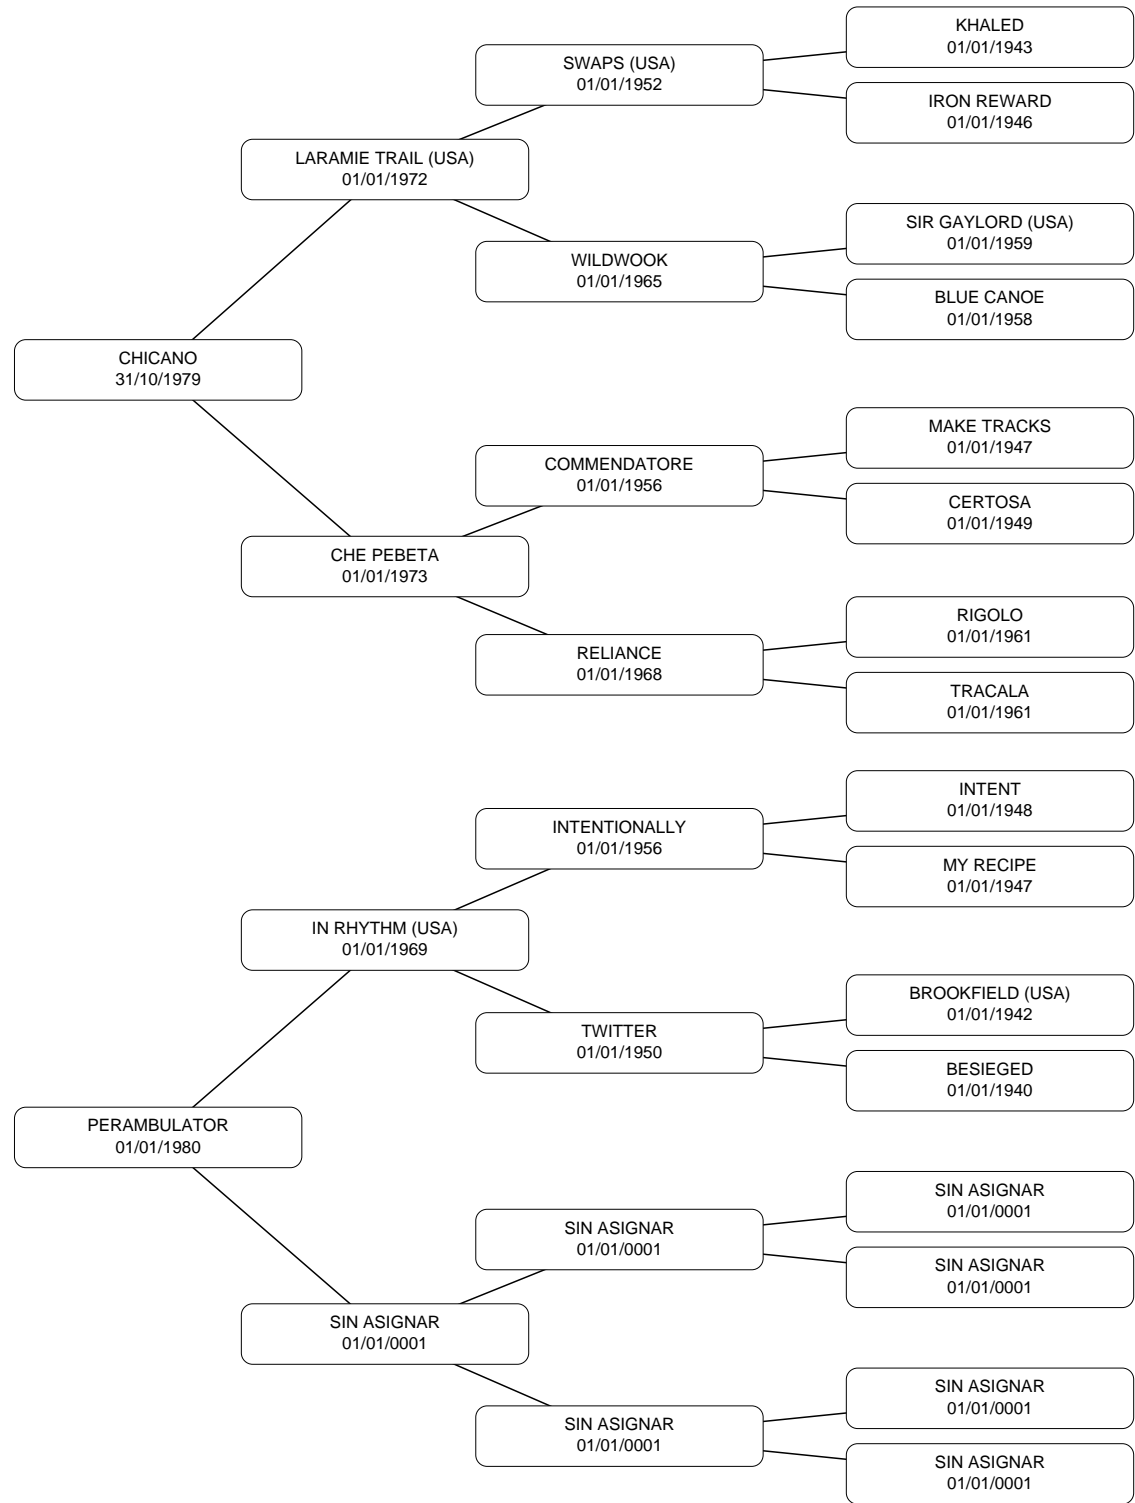 KHALED
01/01/1943
SWAPS (USA)
01/01/1952
IRON REWARD
01/01/1946
LARAMIE TRAIL (USA)
01/01/1972
SIR GAYLORD (USA)
01/01/1959
WILDWOOK
01/01/1965
BLUE CANOE
01/01/1958
CHICANO
31/10/1979
MAKE TRACKS
01/01/1947
COMMENDATORE
01/01/1956
CERTOSA
01/01/1949
CHE PEBETA
01/01/1973
RIGOLO
01/01/1961
RELIANCE
01/01/1968
TRACALA
01/01/1961
INTENT
01/01/1948
INTENTIONALLY
01/01/1956
MY RECIPE
01/01/1947
IN RHYTHM (USA)
01/01/1969
BROOKFIELD (USA)
01/01/1942
TWITTER
01/01/1950
BESIEGED
01/01/1940
PERAMBULATOR
01/01/1980
SIN ASIGNAR
01/01/0001
SIN ASIGNAR
01/01/0001
SIN ASIGNAR
01/01/0001
SIN ASIGNAR
01/01/0001
SIN ASIGNAR
01/01/0001
SIN ASIGNAR
01/01/0001
SIN ASIGNAR
01/01/0001